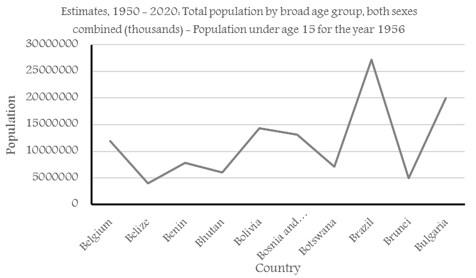 Estimates, 1950 - 2020: Total population by broad age group, both sexes
combined (thousands) - Population under age 15 for the year 1956
30000000
25000000
20000000
15000000
10000000
5000000
0
Population
Belgium
Belize
Benin
Bhutan
Bolivia
Bosnia and...
Botswana
Brazil
Brunei
Bulgaria
Country